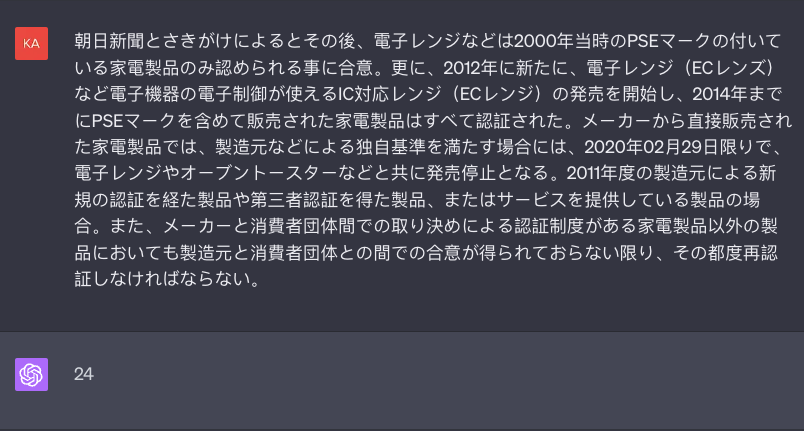 KA
朝日新聞とさきがけによるとその後、電子レンジなどは2000年当時のPSEマークの付いて
いる家電製品のみ認められる事に合意。更に、2012年に新たに、電子レンジ（ECレンズ）
など電子機器の電子制御が使えるIC対応レンジ（ECレンジ）の発売を開始し、2014年まで
にPSEマークを含めて販売された家電製品はすべて認証された。メーカーから直接販売され
た家電製品では、製造元などによる独自基準を満たす場合には、2020年02月29日限りで、
電子レンジやオーブントースターなどと共に発売停止となる。2011年度の製造元による新
規の認証を経た製品や第三者認証を得た製品、またはサービスを提供している製品の場
合。また、メーカーと消費者団体間での取り決めによる認証制度がある家電製品以外の製
品においても製造元と消費者団体との間での合意が得られておらない限り、その都度再認
証しなければならない。
24